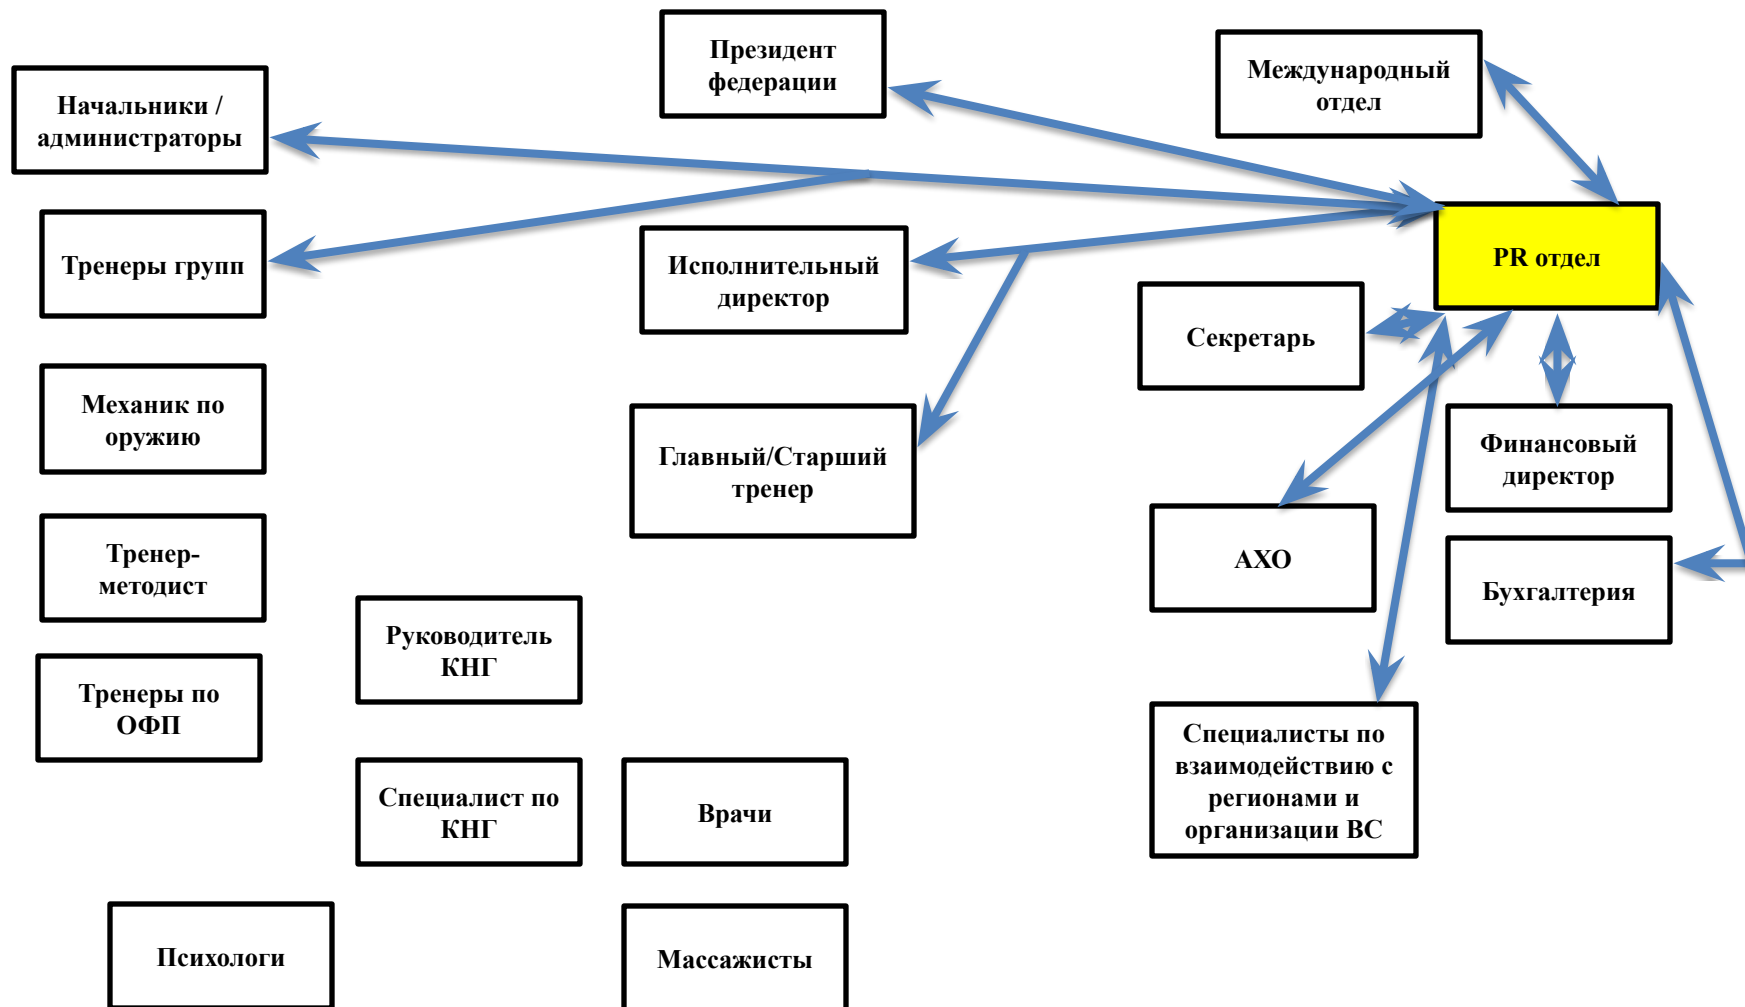 Президент
федерации
Международный
отдел
Начальники /
администраторы
Тренеры групп
Исполнительный
директор
PR отдел
Секретарь
Механик по
оружию
Главный/Старший
тренер
Финансовый
директор
Тренер-
методист
АХО
Бухгалтерия
Руководитель
КНГ
Тренеры по
ОФП
Специалисты по
взаимодействию с
регионами и
организации ВС
Специалист по
КНГ
Врачи
Психологи
Массажисты